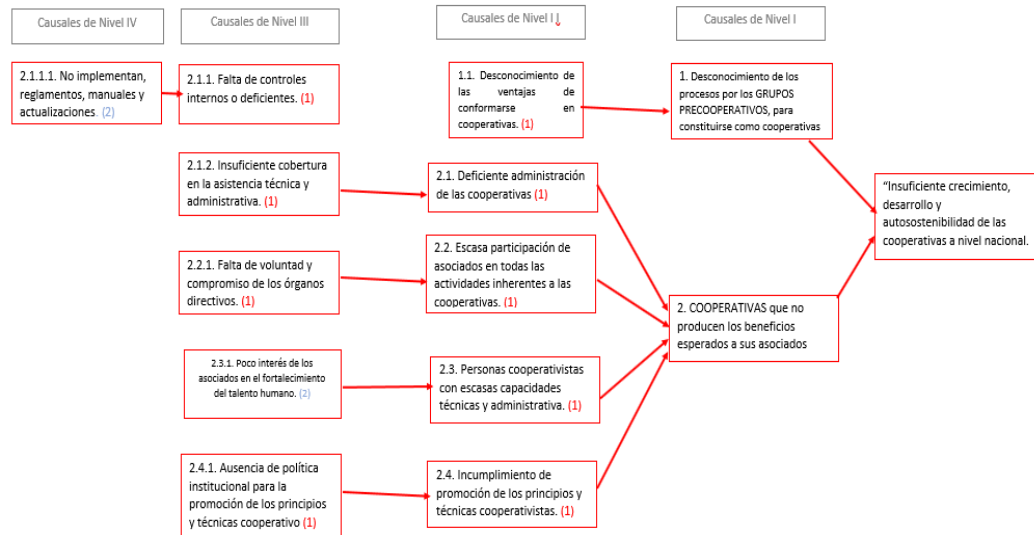 Causales de Nivel IV
Causales de Nivel III
Causales de Nivel I I
Causales de Nivel I
2.1.1.1. No implementan,
reglamentos, manuales y
actualizaciones. (2)
2.1.1. Falta de controles
internos o deficientes. (1)
1.1. Desconocimiento de
las ventajas de
conformarse en
cooperativas. (1)
1. Desconocimiento de los
procesos por los GRUPOS
PRECOOPERATIVOS, para
constituirse como cooperativas
2.1.2. Insuficiente cobertura
en la asistencia técnica y
administrativa. (1)
2.1. Deficiente administración
de las cooperativas (1)
“Insuficiente crecimiento,
desarrollo y
autosostenibilidad de las
cooperativas a nivel nacional.
2.2.1. Falta de voluntad y
compromiso de los órganos
directivos. (1)
2.2. Escasa participación de
asociados en todas las
actividades inherentes a las
cooperativas. (1)
2. COOPERATIVAS que no
producen los beneficios
esperados a sus asociados
2.3.1. Poco interés de los
asociados en el fortalecimiento
del talento humano. (2)
2.3. Personas cooperativistas
con escasas capacidades
técnicas y administrativa. (1)
2.4.1. Ausencia de política
institucional para la
promoción de los principios
y técnicas cooperativo (1)
2.4. Incumplimiento de
promoción de los principios y
técnicas cooperativistas. (1)